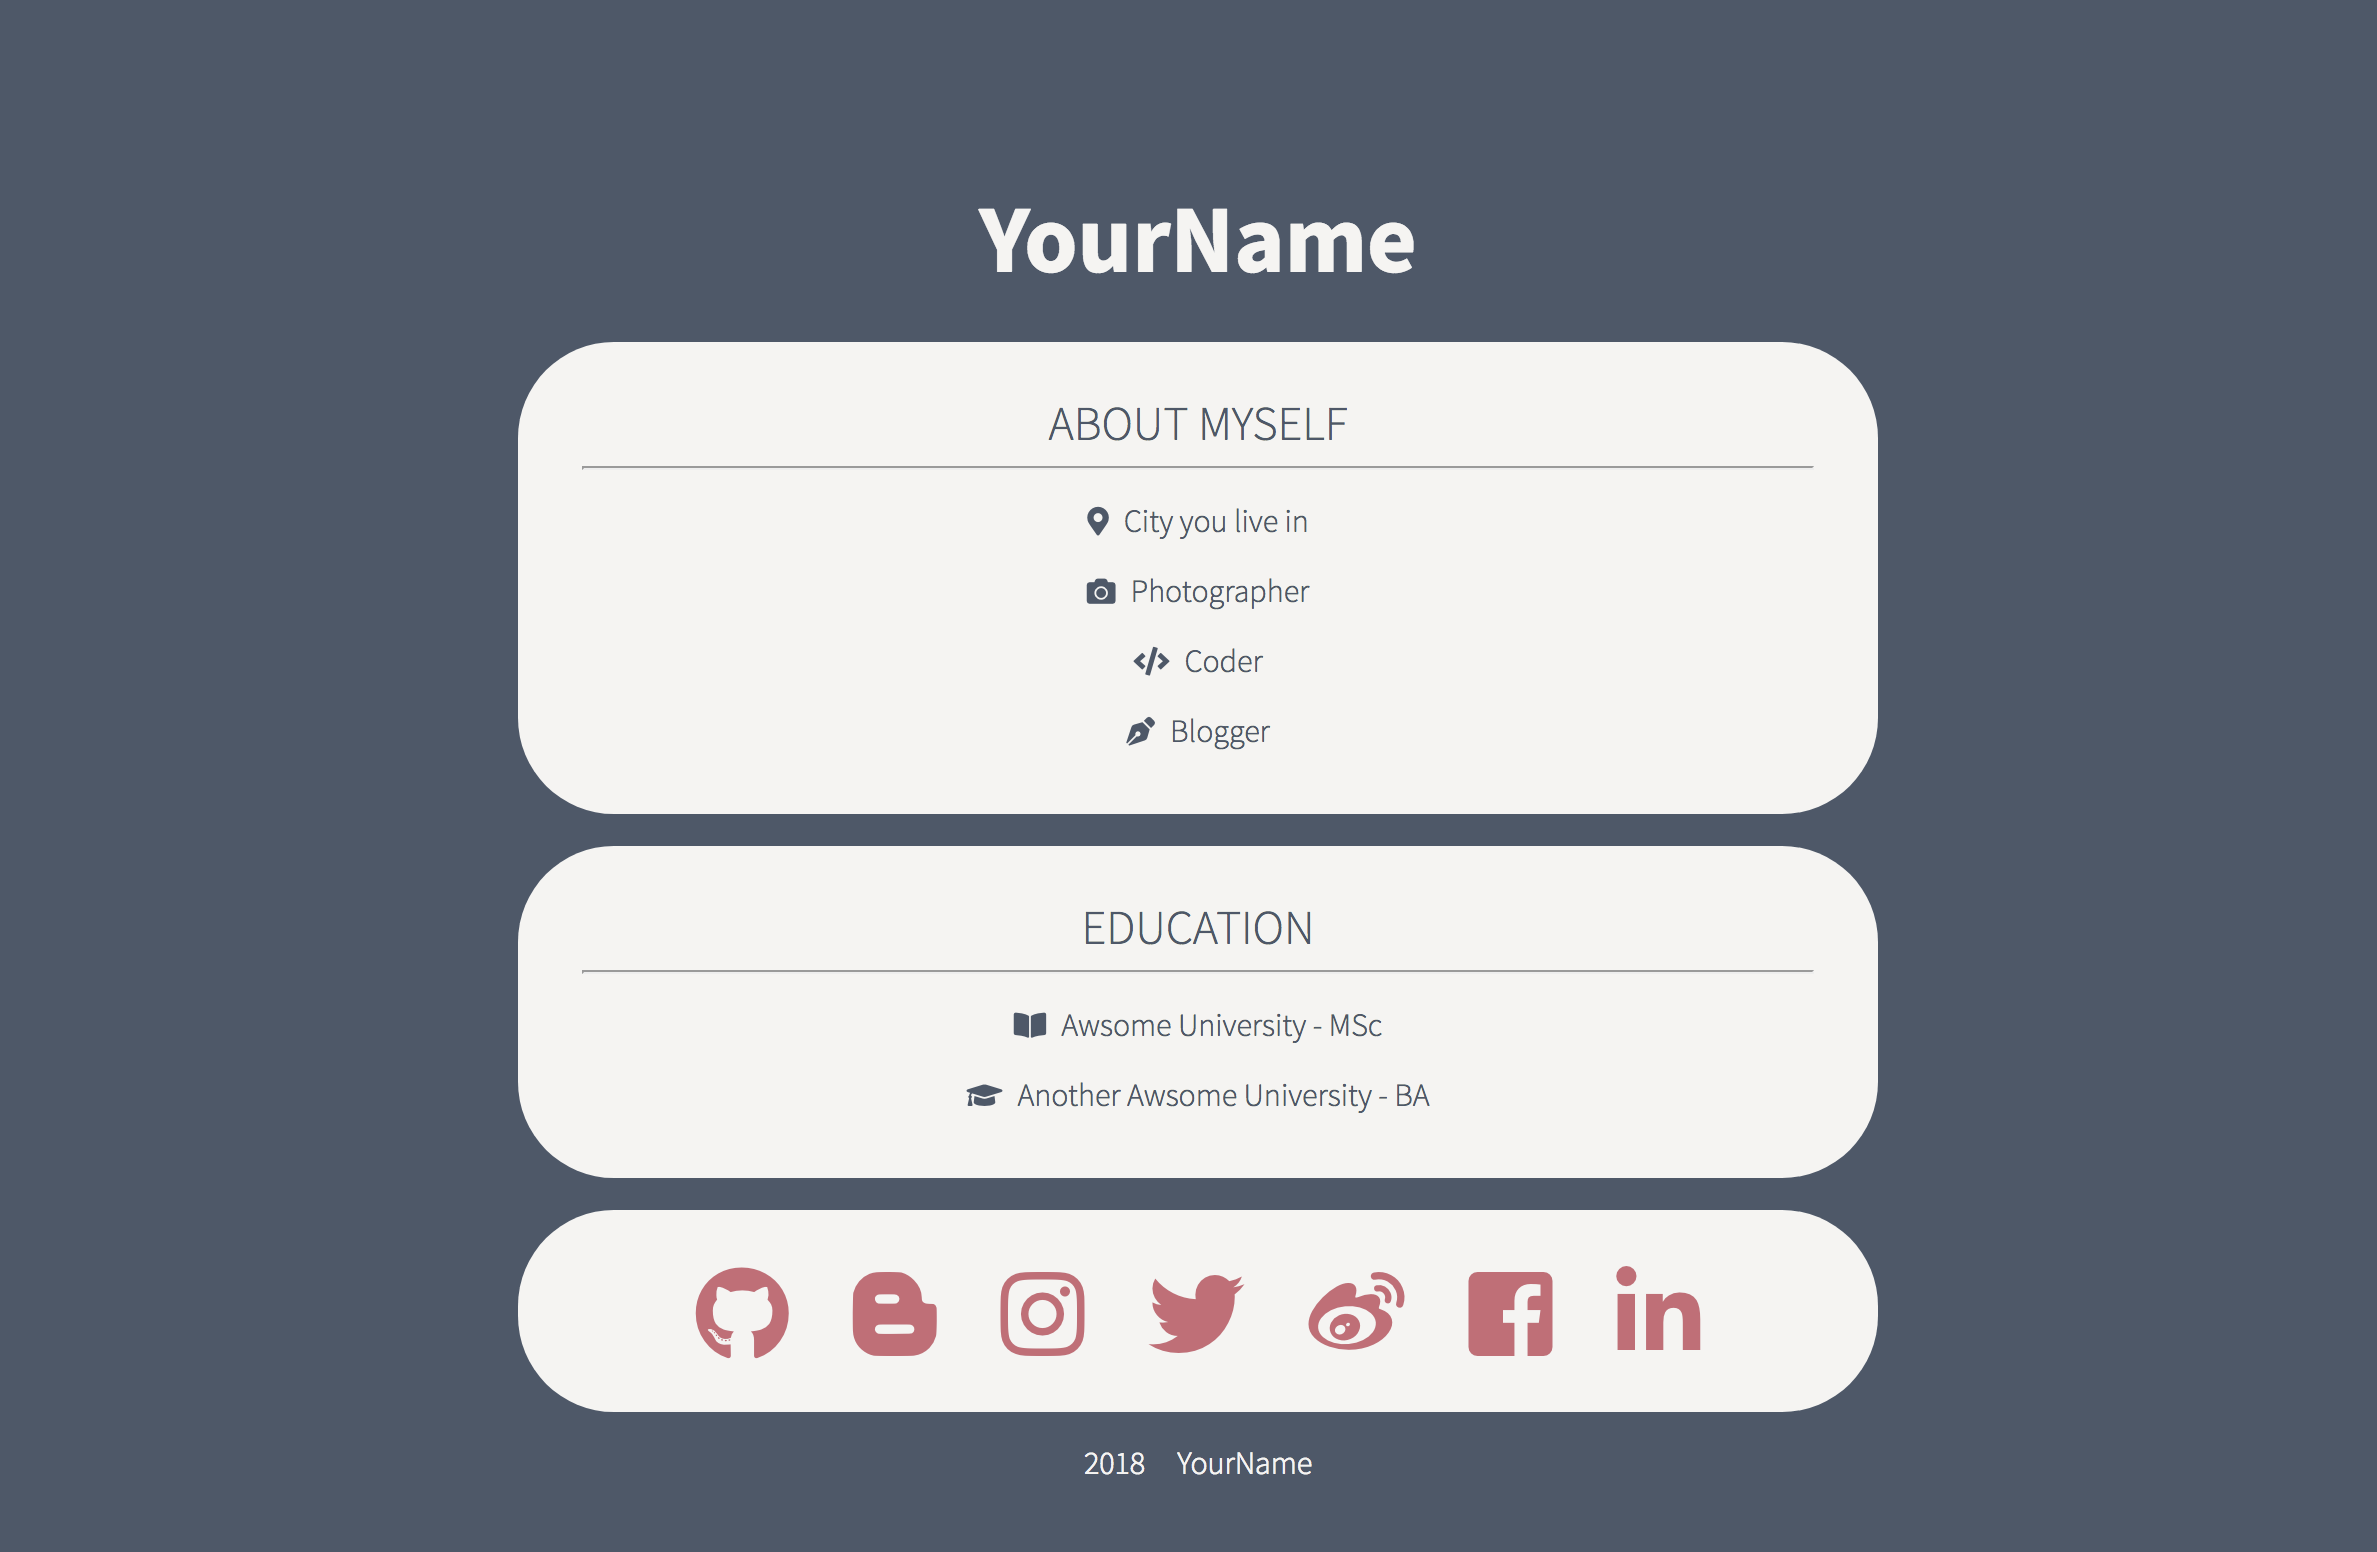 YourName
ABOUT MYSELF
City you live in
Photographer
Coder
Blogger
EDUCATION
Awsome University - MSc
Another Awsome University - BA
2018 YourName